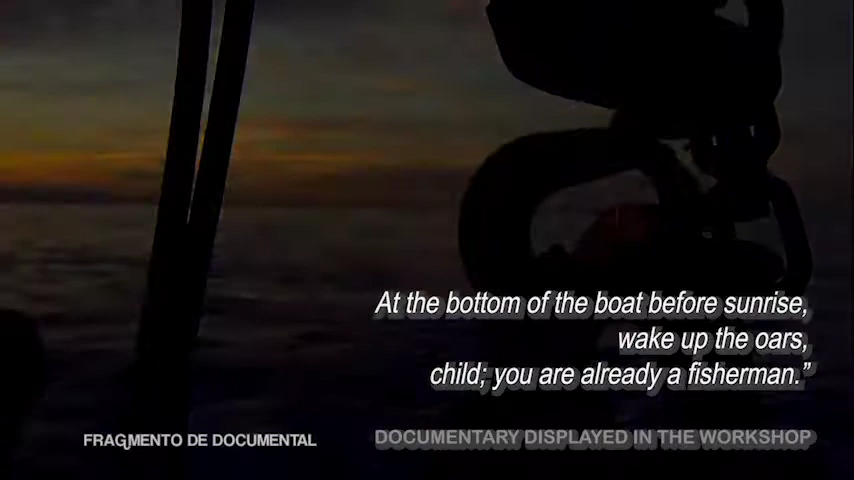 At the bottom of the boat before sunrise,
wake up the oars,
child; you are already a fisherman.”
FRAGMENTO DE DOCUMENTAL
DOCUMENTARY DISPLAYED IN THE WORKSHOP